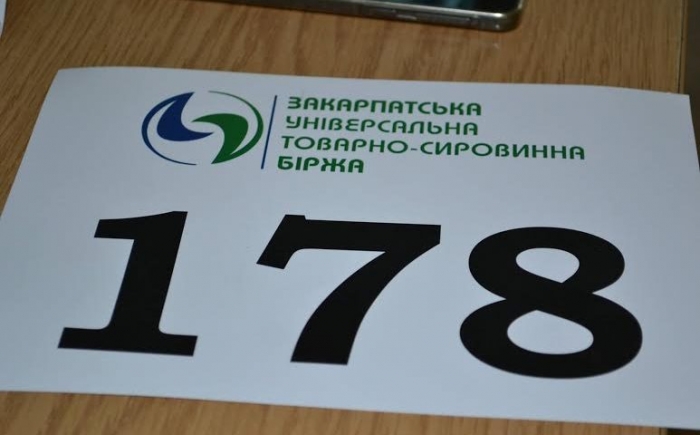 ЗАКАРПАТСЬКА
УНІВЕРСАЛЬНА
ТОВАРНО-СИРОВИННА
БІРЖА
178